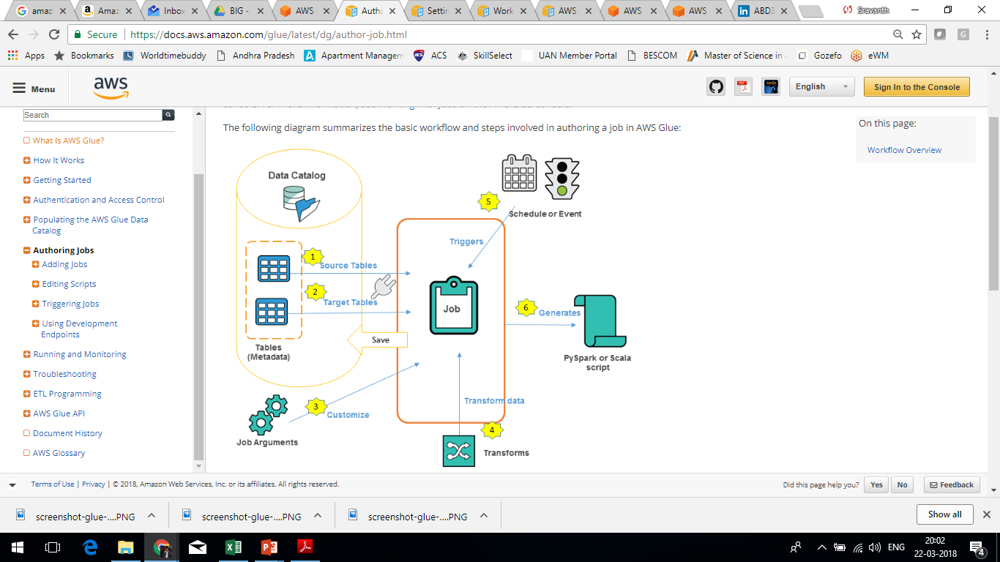 amaz
Amaz
Inbox
BIG -
AWS
Autho
Settin
Work
AWS
AWS
AWS
ABD3
Sravanth
Secure
https://docs.aws.amazon.com/glue/latest/dg/author-job.html
Apps
Bookmarks
Worldtimebuddy
Andhra Pradesh
Apartment Managem
ACS
SkillSelect
UAN Member Portal
BESCOM
Master of Science in
Gozefo
eWM
Menu
aws
English
Sign In to the Console
Search
What Is AWS Glue?
How It Works
Getting Started
Authentication and Access Control
Populating the AWS Glue Data
Catalog
Authoring Jobs
Adding Jobs
Editing Scripts
Triggering Jobs
Using Development
Endpoints
Running and Monitoring
Troubleshooting
ETL Programming
AWS Glue API
Document History
AWS Glossary
The following diagram summarizes the basic workflow and steps involved in authoring a job in AWS Glue:
On this page:
Workflow Overview
Data Catalog
5
Schedule or Event
Triggers
1
Source Tables
2
Target Tables
Job
6
Generates
Save
Tables
(Metadata)
PySpark or Scala
script
3
Customize
Transform data
4
Job Arguments
Transforms
Terms of Use | Privacy | © 2018, Amazon Web Services, Inc. or its affiliates. All rights reserved.
Did this page help you?
Yes
No
Feedback
screenshot-glue-....PNG
screenshot-glue-....PNG
screenshot-glue-....PNG
Show all
ENG
20:02
22-03-2018
4